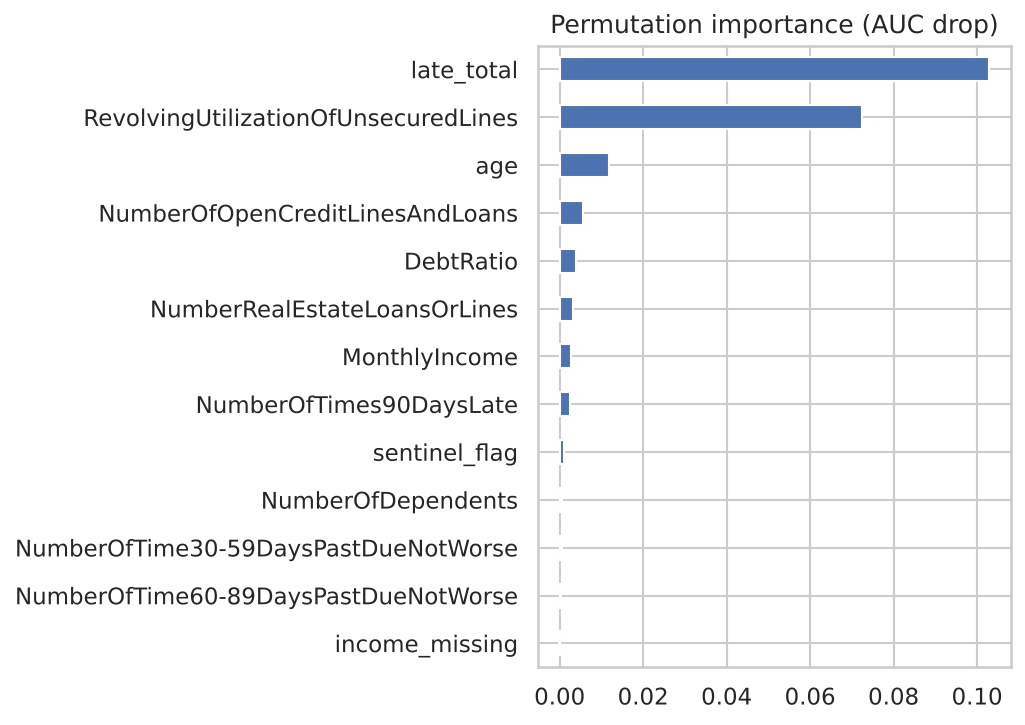 Permutation importance (AUC drop)
late_total
RevolvingUtilizationOfUnsecuredLines
age
NumberOfOpenCreditLinesAndLoans
DebtRatio
NumberRealEstateLoansOrLines
MonthlyIncome
NumberOfTimes90DaysLate
sentinel_flag
NumberOfDependents
NumberOfTime30-59DaysPastDueNotWorse
NumberOfTime60-89DaysPastDueNotWorse
income_missing
0.00 0.02 0.04 0.06 0.08 0.10